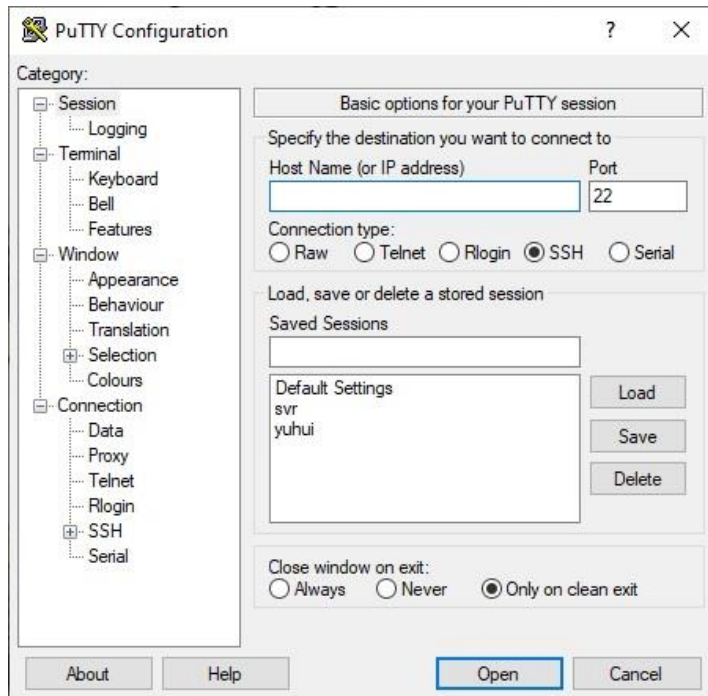 PuTTY Configuration
?
Category:
Session
Logging
Terminal
Keyboard
Bell
Features
Window
Appearance
Behaviour
Translation
Selection
Colours
Connection
Data
Proxy
Telnet
Rlogin
SSH
Serial
Basic options for your PuTTY session
Specify the destination you want to connect to
Host Name (or IP address) Port
22
Connection type:
Raw Telnet Rlogin SSH Serial
Load, save or delete a stored session
Saved Sessions
Default Settings
svr
yuhui
Load
Save
Delete
Close window on exit:
Always Never Only on clean exit
About Help Open Cancel